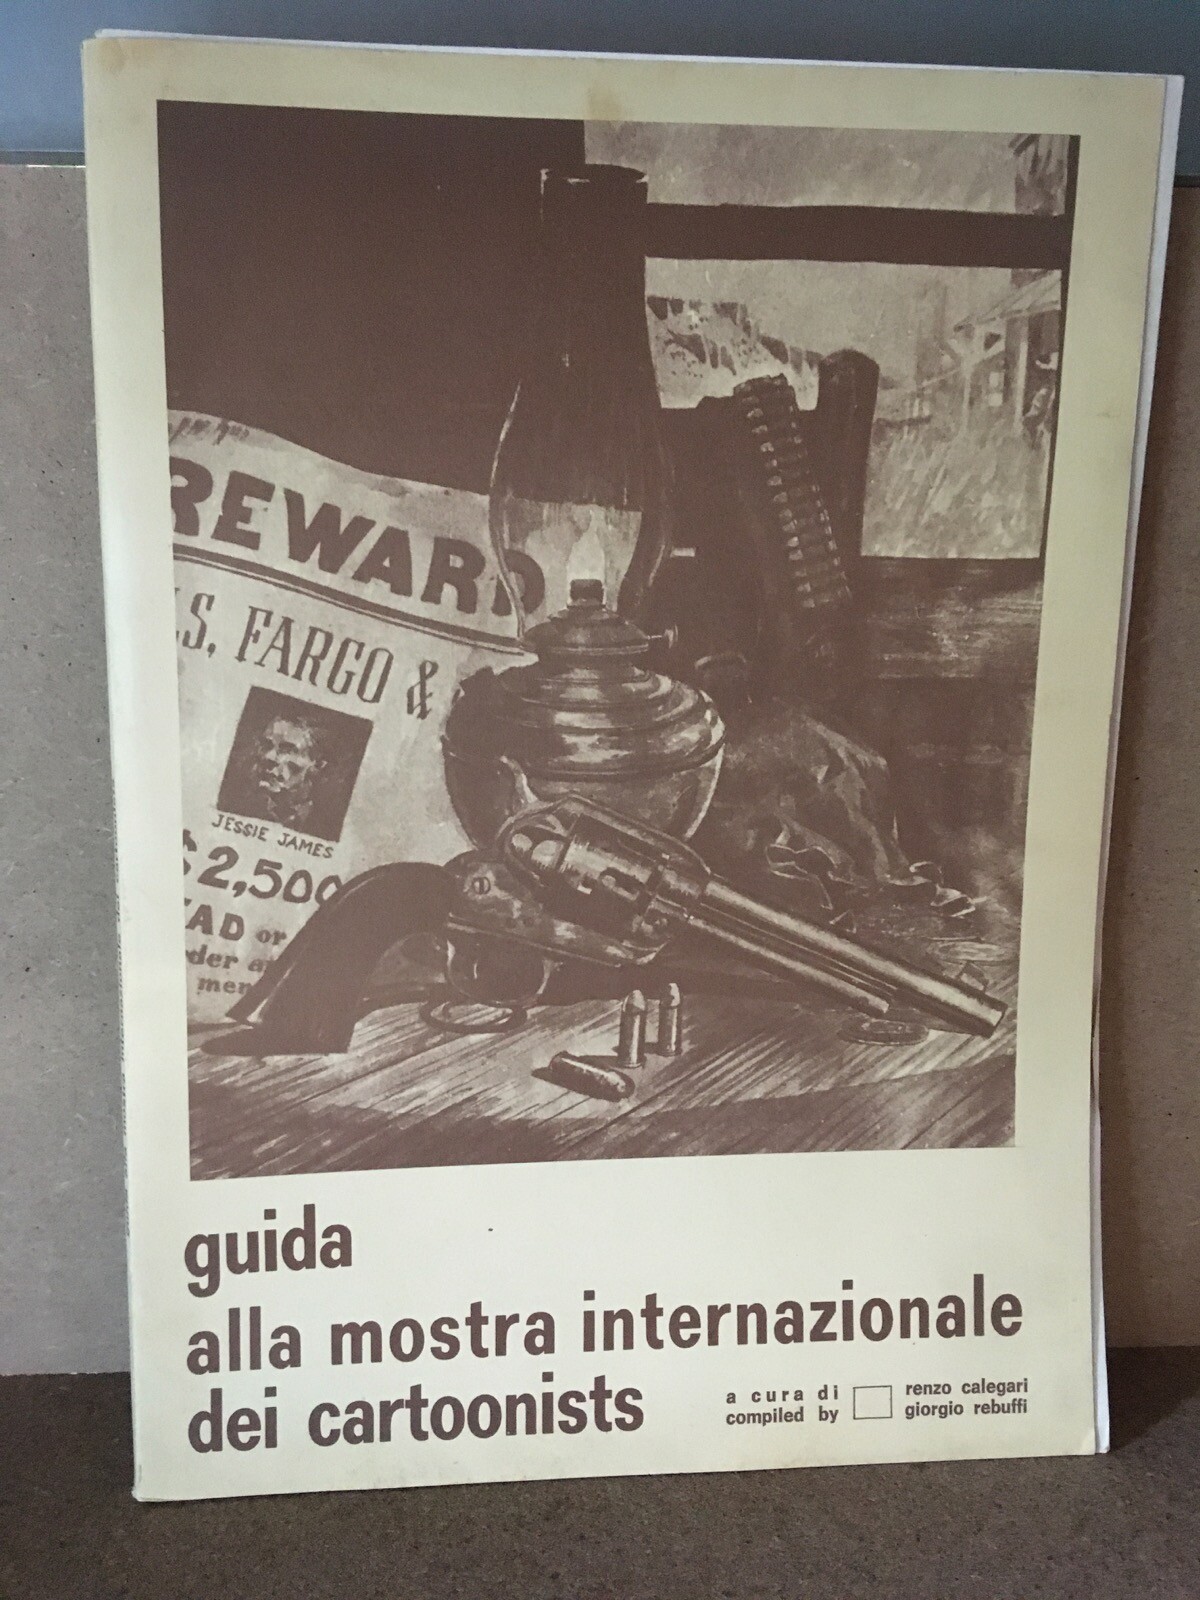 REWARD
S, FARGO &
JESSIE JAMES
$2,500
EAD or
der a
men
guida
alla mostra internazionale
dei cartoonists
a cura di
compiled by
renzo calegari
giorgio rebuffi